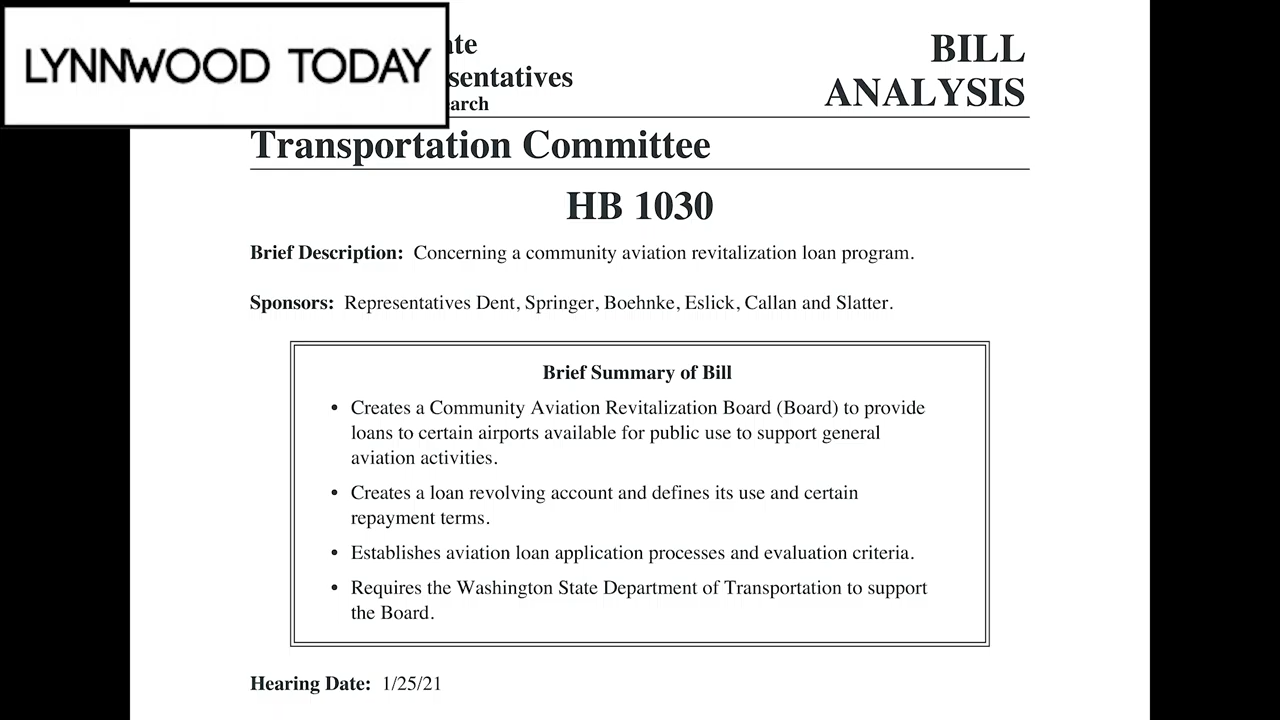 LYNNWOOD TODAY
BILL
ANALYSIS
Transportation Committee
HB 1030
Brief Description: Concerning a community aviation revitalization loan program.
Sponsors: Representatives Dent, Springer, Boehnke, Eslick, Callan and Slatter.
Brief Summary of Bill
• Creates a Community Aviation Revitalization Board (Board) to provide
loans to certain airports available for public use to support general
aviation activities.
• Creates a loan revolving account and defines its use and certain
repayment terms.
• Establishes aviation loan application processes and evaluation criteria.
• Requires the Washington State Department of Transportation to support
the Board.
Hearing Date: 1/25/21